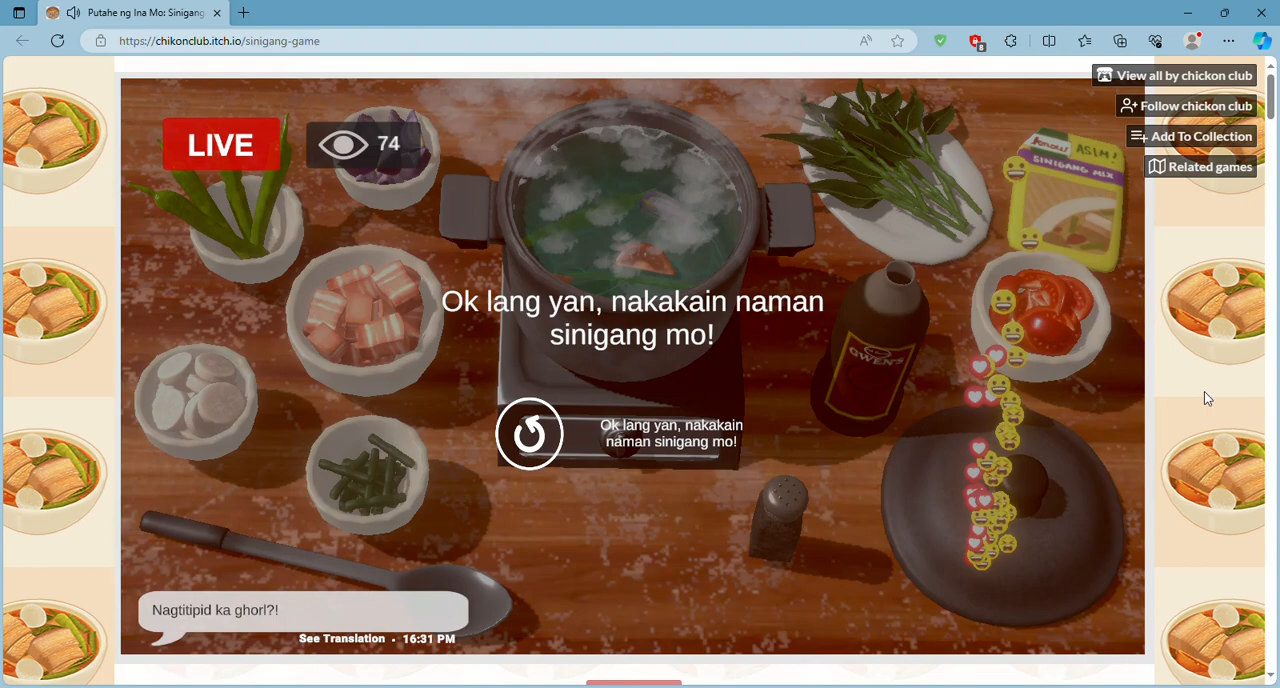 Putahe ng Ina Mo: Sinigang
https://chikonclub.itch.io/sinigang-game
8
View all by chickon club
Follow chickon club
Add To Collection
Related games
LIVE
74
ASIM!
SINIGANG MIX
Ok lang yan, nakakain naman
sinigang mo!
GWEN'S
Ok lang yan, nakakain
naman sinigang mo!
Nagtitipid ka ghorl?!
See Translation • 16:31 PM